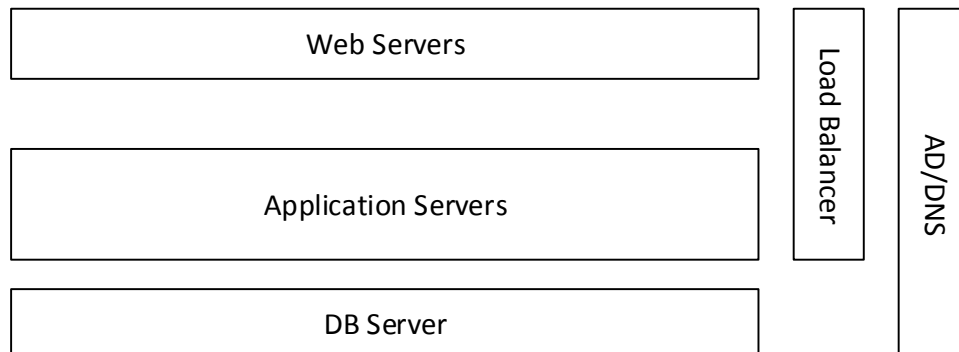 Web Servers
Application Servers
DB Server
Load Balancer
AD/DNS